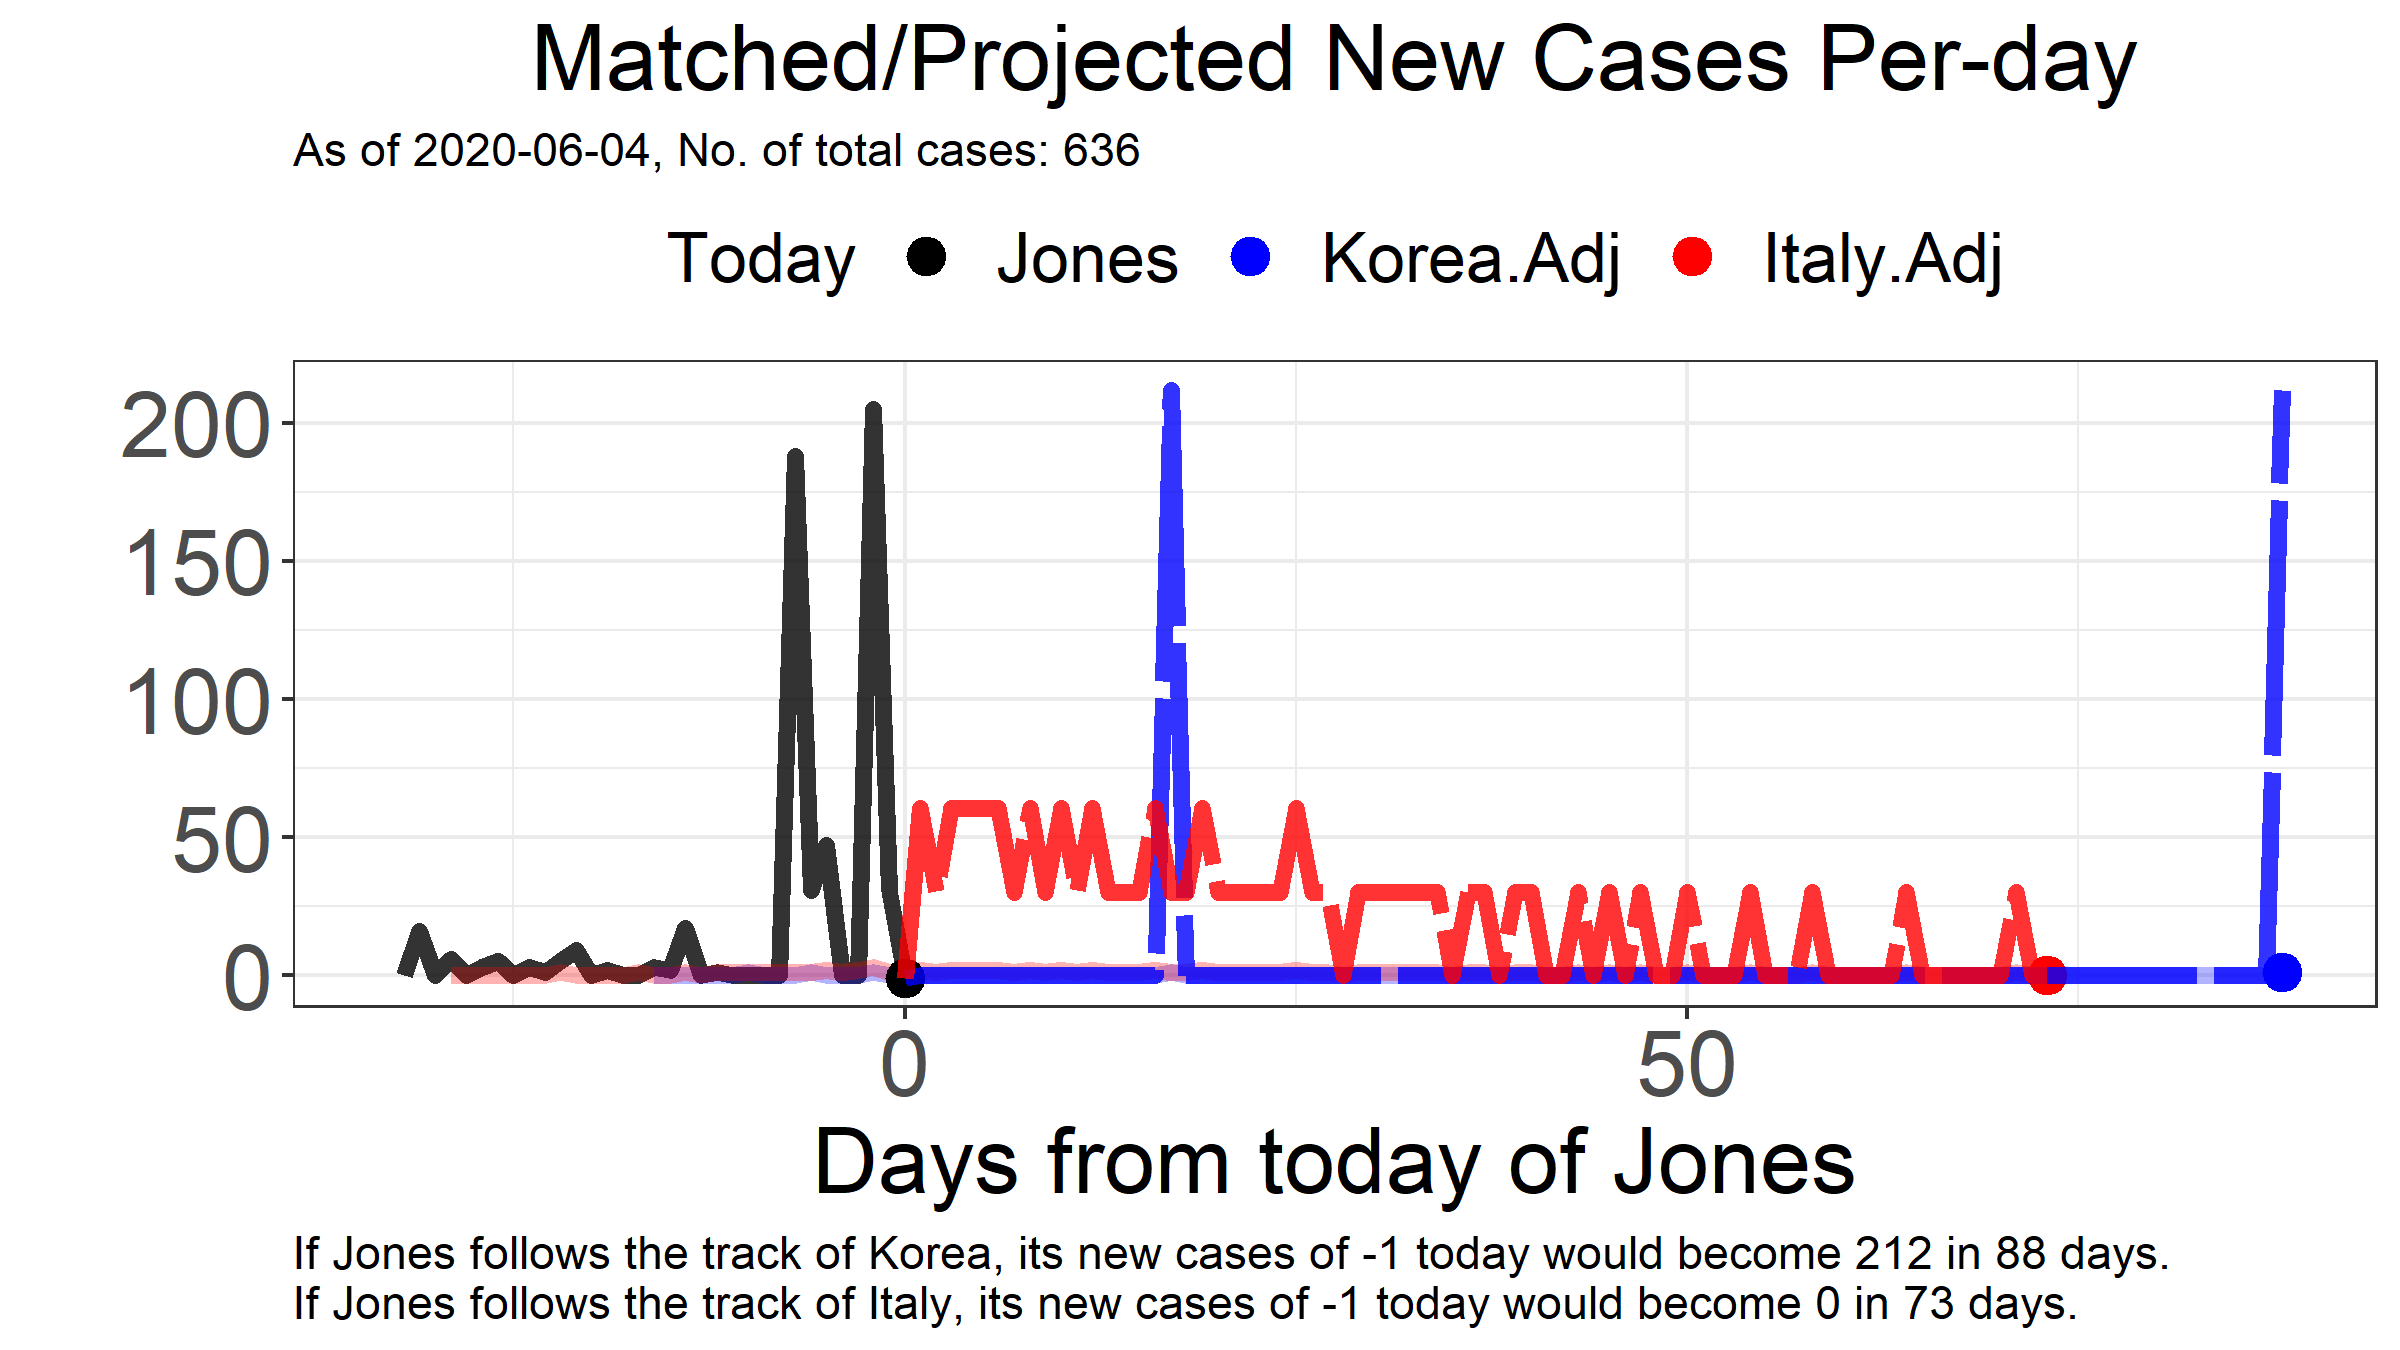 Matched/Projected New Cases Per-day
As of 2020-06-04, No. of total cases: 636
Today Jones Korea.Adj Italy.Adj
200
150
100
50
0
0 50
Days from today of Jones
If Jones follows the track of Korea, its new cases of -1 today would become 212 in 88 days.
If Jones follows the track of Italy, its new cases of -1 today would become 0 in 73 days.